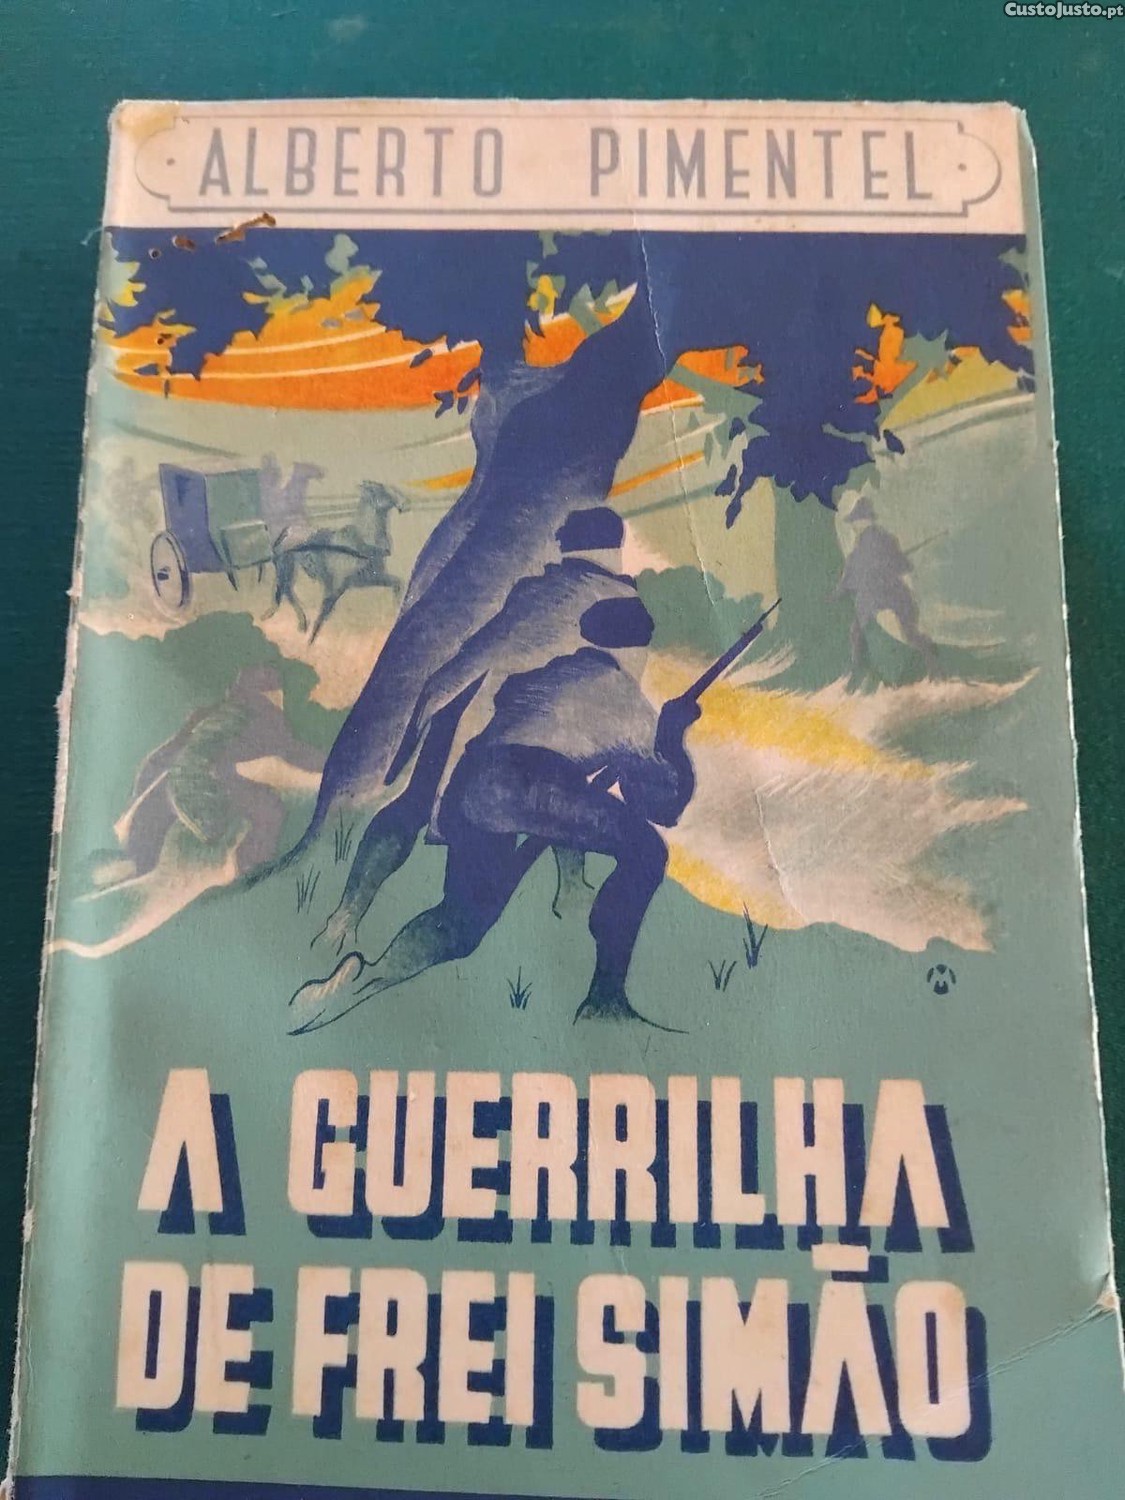 CustoJusto.pt
ALBERTO PIMENTEL
A GUERRILHA
DE FREI SIMÃO